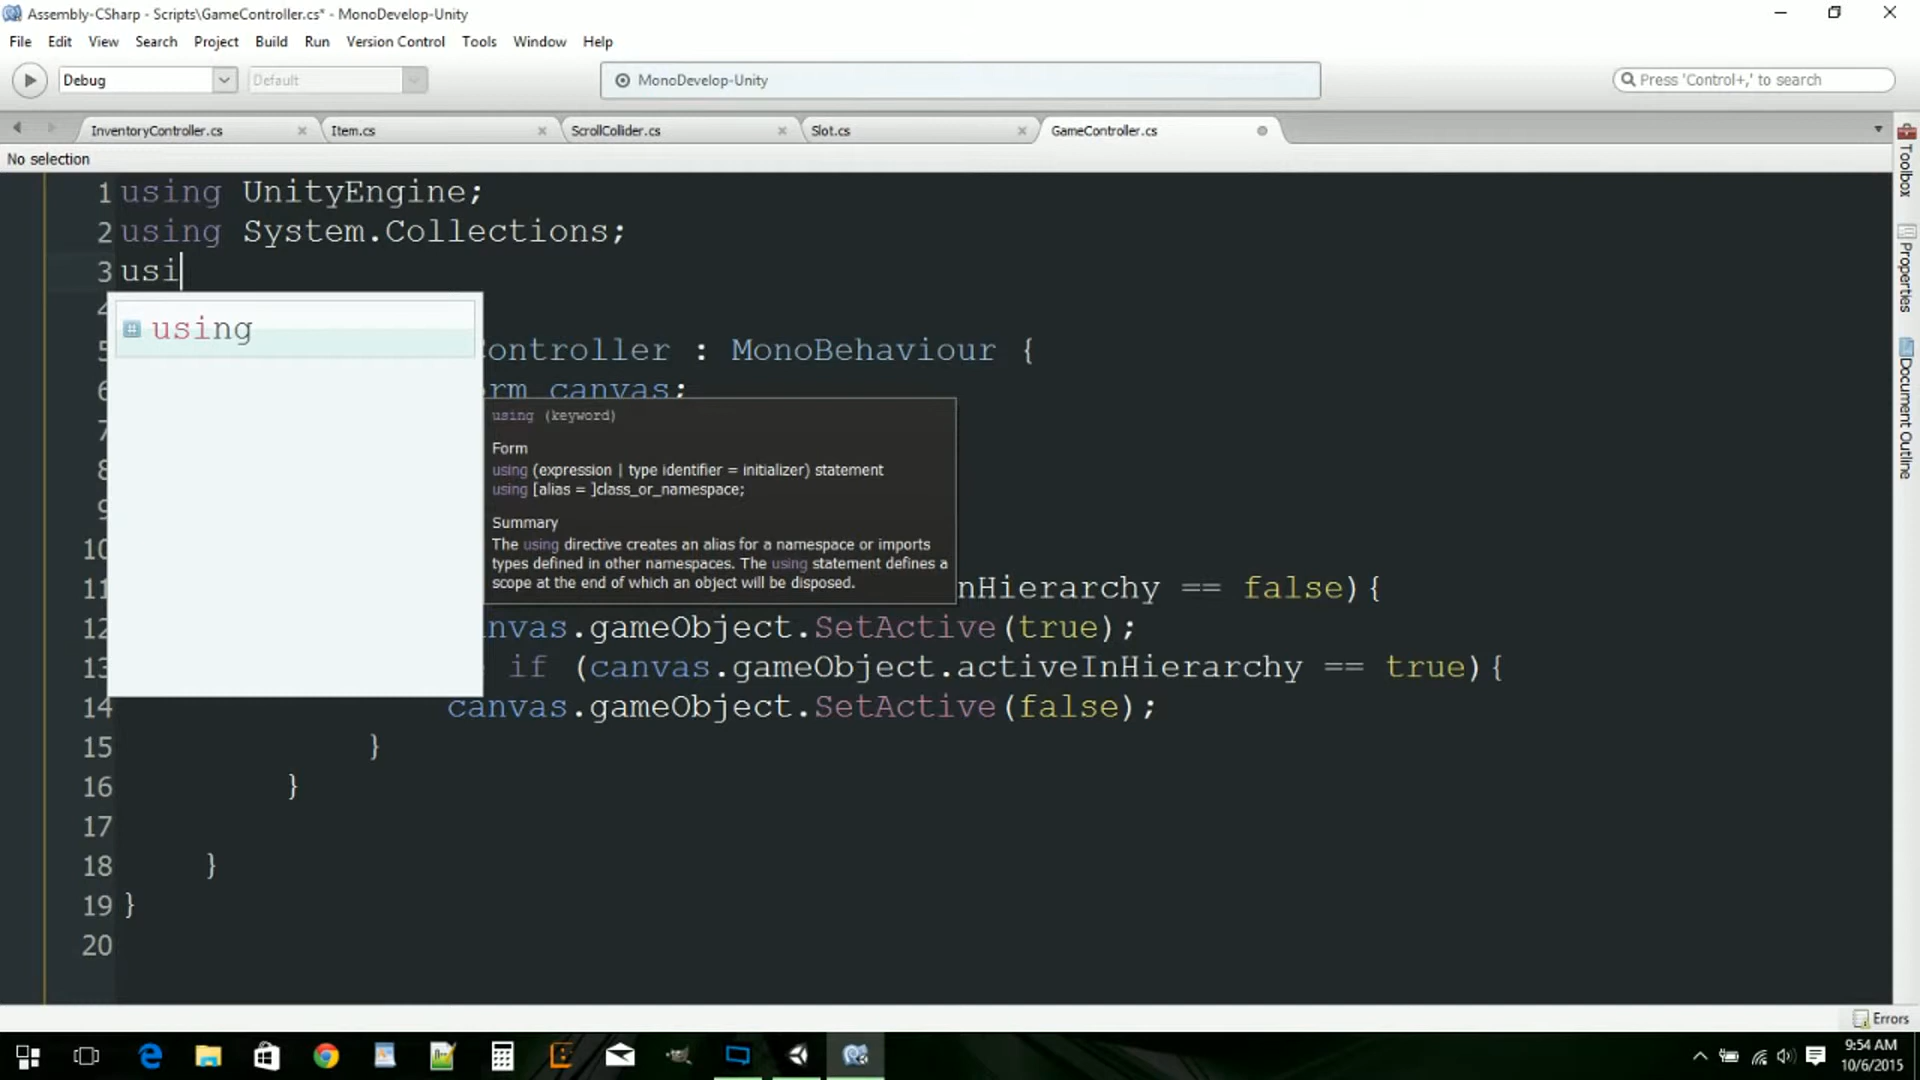 Assembly-CSharp - Scripts\GameController.cs* - MonoDevelop-Unity
File Edit View Search Project Build Run Version Control Tools Window Help
Debug Default MonoDevelop-Unity Press 'Control+,' to search
InventoryController.cs Item.cs ScrollCollider.cs Slot.cs GameController.cs
No selection
1 using UnityEngine;
2 using System.Collections;
3 usi
using
ontroller : MonoBehaviour {
6 rm canvas;
using (keyword)
Form
using (expression | type identifier = initializer) statement
using [alias = ]class_or_namespace;
Summary
The using directive creates an alias for a namespace or imports
types defined in other namespaces. The using statement defines a
scope at the end of which an object will be disposed.
10
11 nHierarchy == false){
12 nvas.gameObject.SetActive(true);
13 if (canvas.gameObject.activeInHierarchy == true){
14 canvas.gameObject.SetActive(false);
15 }
16 }
17
18 }
19 }
20
Toolbox
Properties
Document Outline
Errors
9:54 AM
10/6/2015